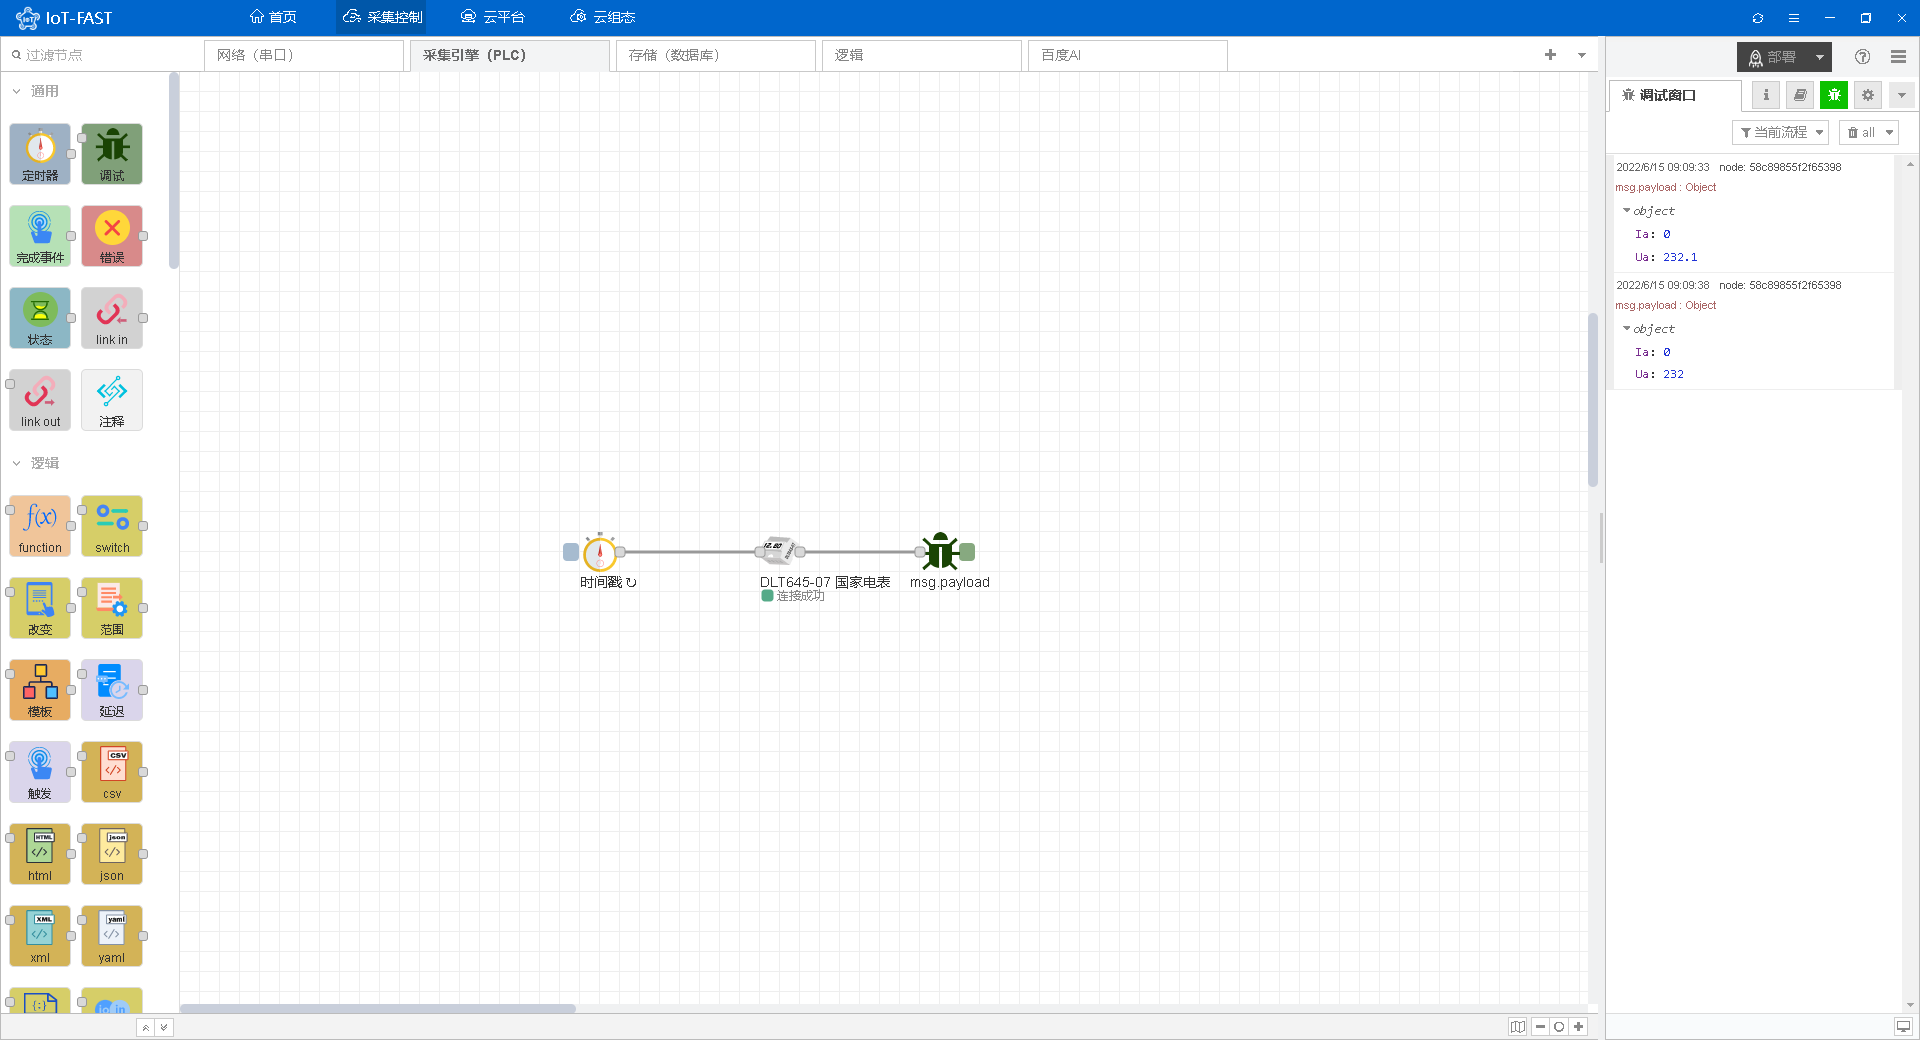 IoT-FAST
首页
采集控制
云平台
云组态
过滤节点
网络（串口）
采集引擎（PLC）
存储（数据库）
逻辑
百度AI
部署
通用
定时器
调试
完成事件
错误
状态
link in
link out
注释
逻辑
function
switch
改变
范围
模板
延迟
触发
csv
html
json
xml
yaml
时间戳 ↻
DLT645-07 国家电表
连接成功
msg.payload
调试窗口
当前流程
all
2022/6/15 09:09:33 node: 58c89855f2f65398
msg.payload : Object
object
Ia: 0
Ua: 232.1
2022/6/15 09:09:38 node: 58c89855f2f65398
msg.payload : Object
object
Ia: 0
Ua: 232